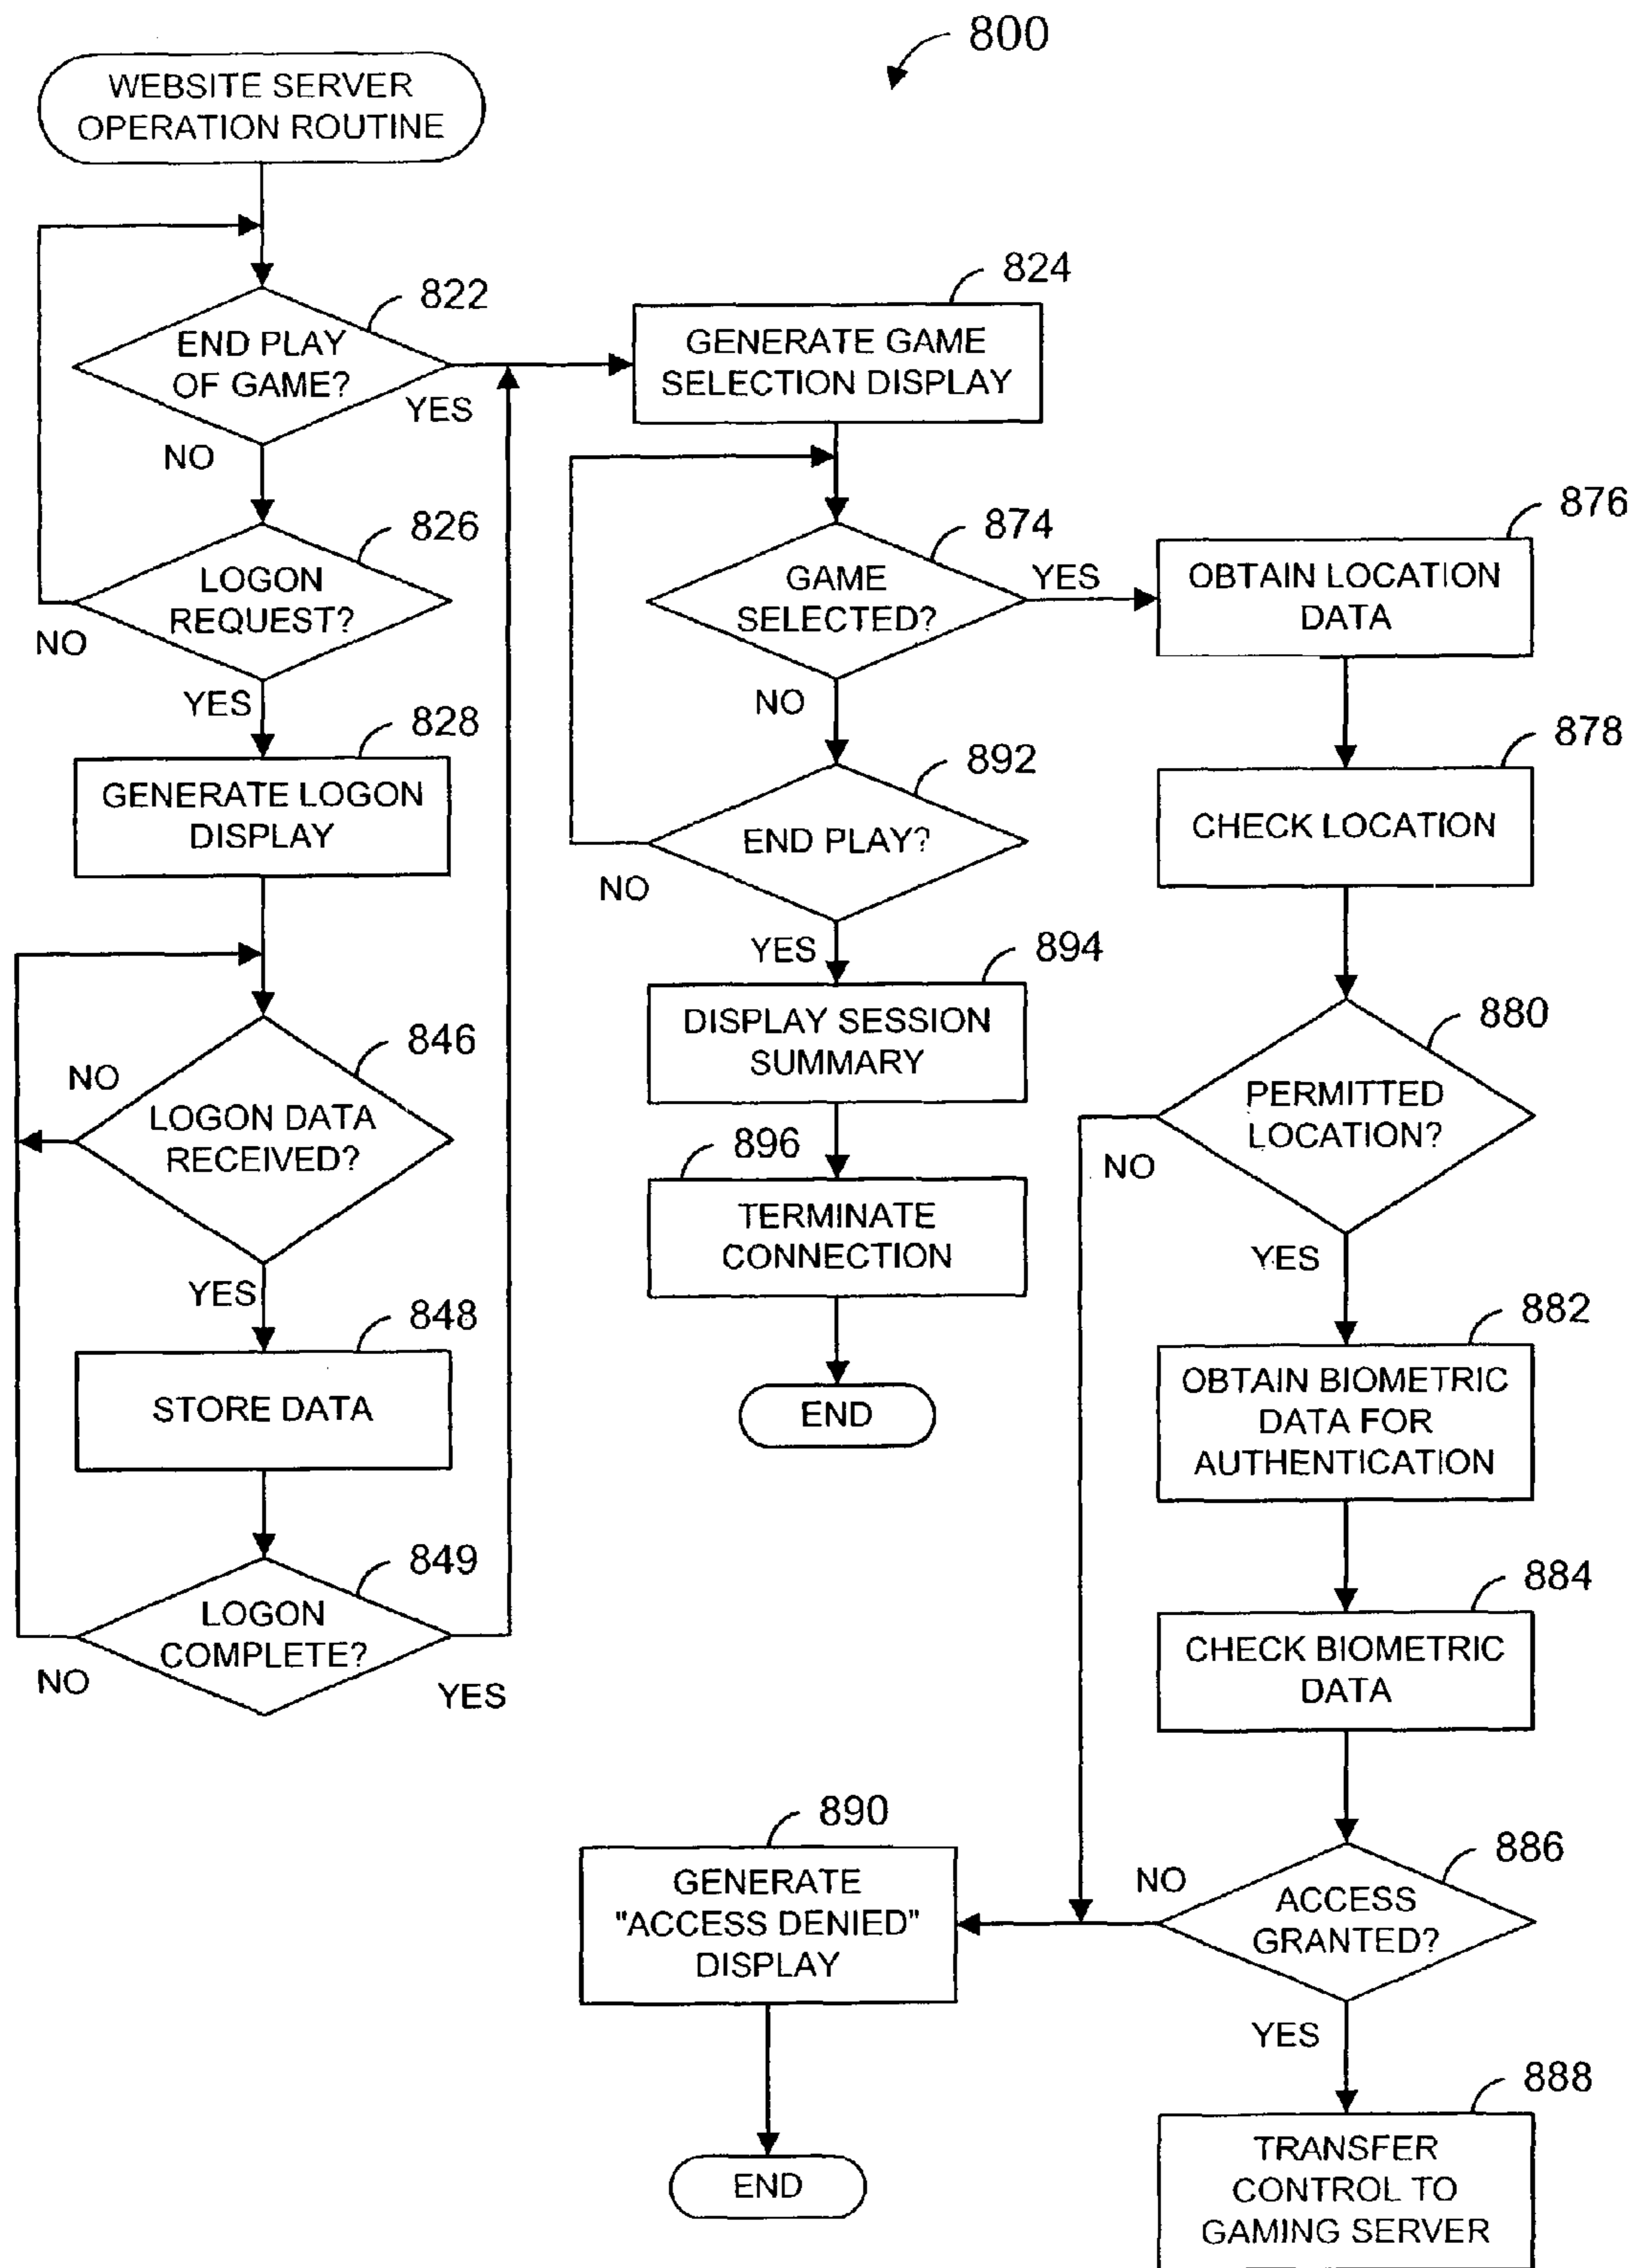 800
WEBSITE SERVER
OPERATION ROUTINE
822
END PLAY
OF GAME?
YES
NO
826
LOGON
REQUEST?
NO
YES
828
GENERATE LOGON
DISPLAY
846
NO
LOGON DATA
RECEIVED?
YES
848
STORE DATA
849
LOGON
COMPLETE?
NO
YES
824
GENERATE GAME
SELECTION DISPLAY
874
GAME
SELECTED?
YES
NO
892
END PLAY?
NO
YES
894
DISPLAY SESSION
SUMMARY
896
TERMINATE
CONNECTION
END
876
OBTAIN LOCATION
DATA
878
CHECK LOCATION
880
PERMITTED
LOCATION?
NO
YES
882
OBTAIN BIOMETRIC
DATA FOR
AUTHENTICATION
884
CHECK BIOMETRIC
DATA
886
ACCESS
GRANTED?
NO
YES
890
GENERATE
"ACCESS DENIED"
DISPLAY
END
888
TRANSFER
CONTROL TO
GAMING SERVER